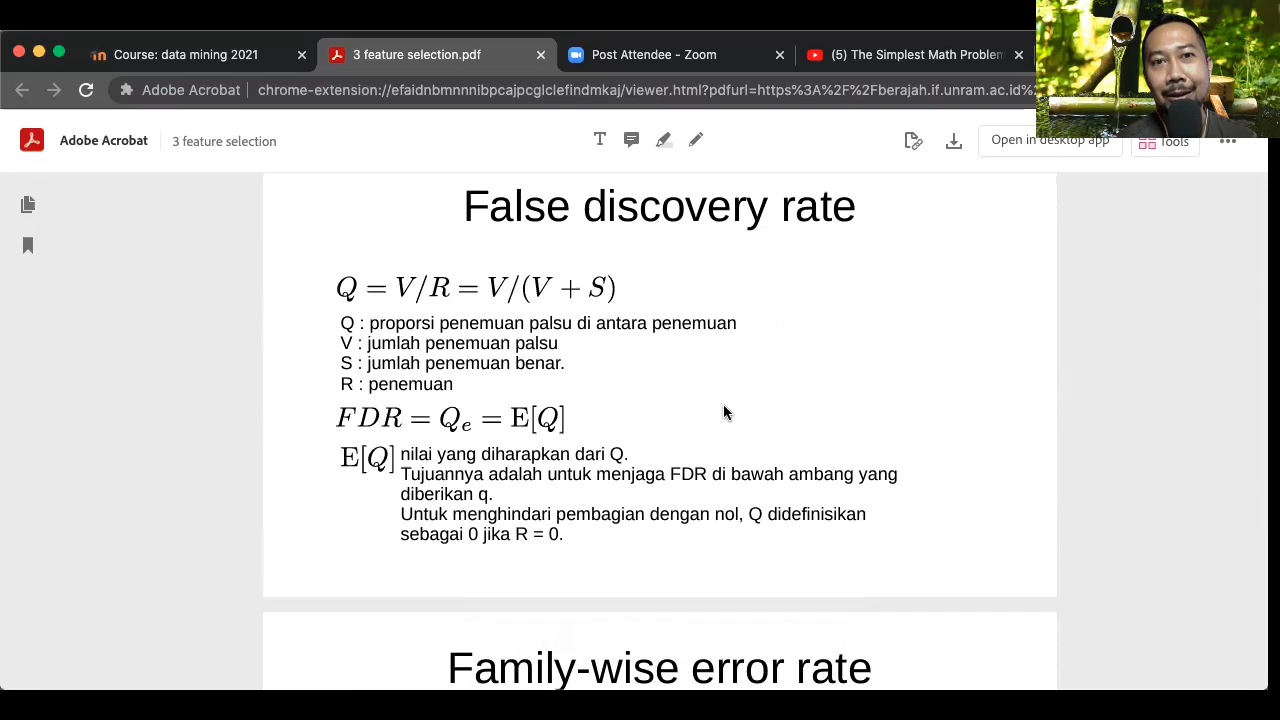 Course: data mining 2021
3 feature selection.pdf
Post Attendee - Zoom
(5) The Simplest Math Problem
Adobe Acrobat
chrome-extension://efaidnbmnnnibpcajpcglclefindmkaj/viewer.html?pdfurl=https%3A%2F%2Fberajah.if.unram.ac.id%
Adobe Acrobat
3 feature selection
T
Open in desktop app
Tools
False discovery rate
Q = V/R = V/(V + S)
Q : proporsi penemuan palsu di antara penemuan
V : jumlah penemuan palsu
S : jumlah penemuan benar.
R : penemuan
FDR = Qₑ = E[Q]
E[Q] nilai yang diharapkan dari Q.
Tujuannya adalah untuk menjaga FDR di bawah ambang yang
diberikan q.
Untuk menghindari pembagian dengan nol, Q didefinisikan
sebagai 0 jika R = 0.
Family-wise error rate